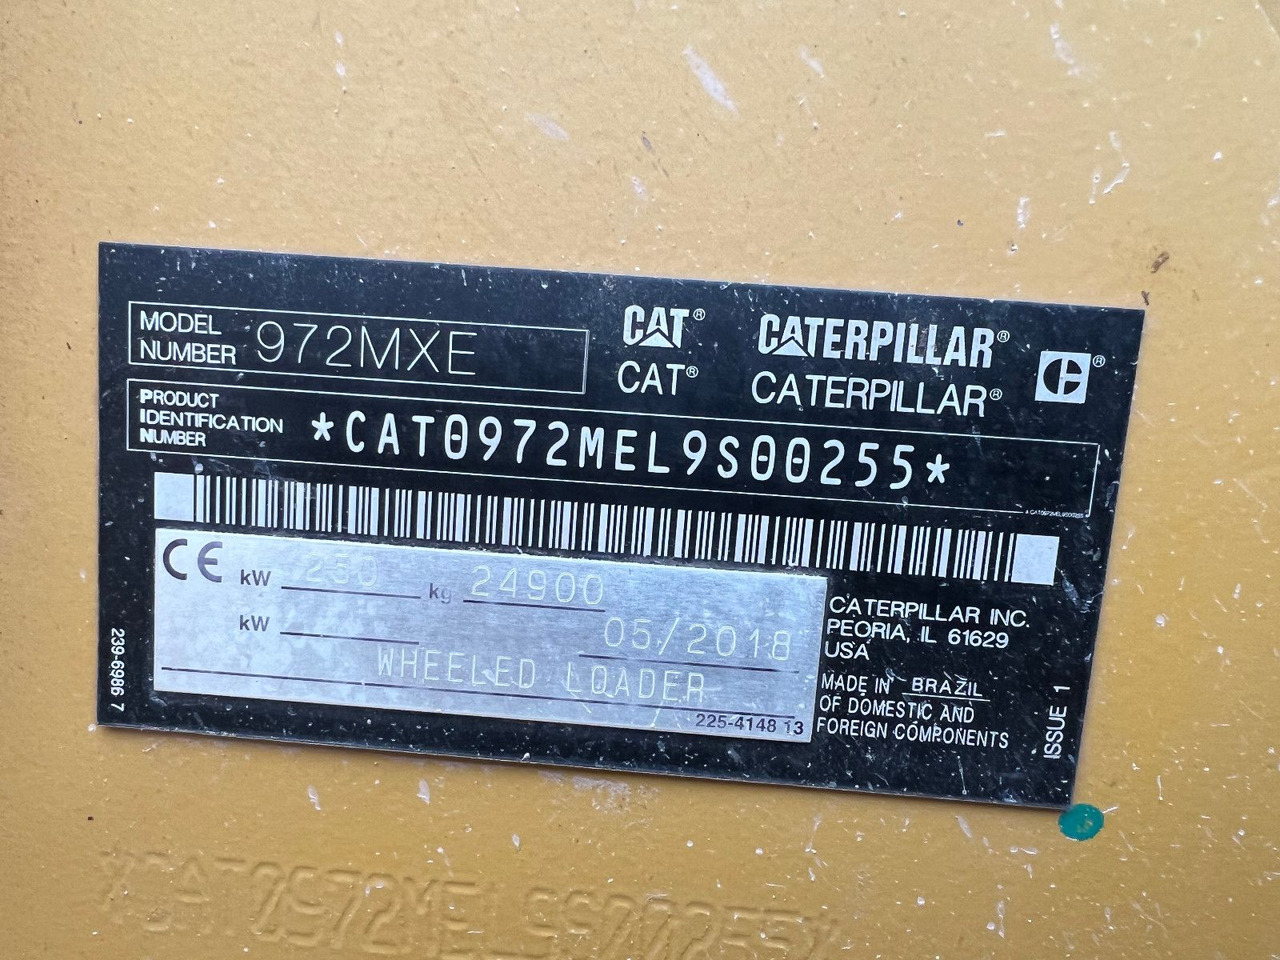 MODEL NUMBER 972MXE
CAT® CATERPILLAR®
CAT® CATERPILLAR®
PRODUCT IDENTIFICATION NUMBER *CAT0972MEL9S00255*
A CAT0972MEL9S00255
CE kW 250 kg 24900
kW 05/2018
WHEELED LOADER
225-4148 13
CATERPILLAR INC.
PEORIA, IL 61629
USA
MADE IN BRAZIL
OF DOMESTIC AND
FOREIGN COMPONENTS
239-6986 7
ISSUE 1
*CAT0972MEL9S00255*